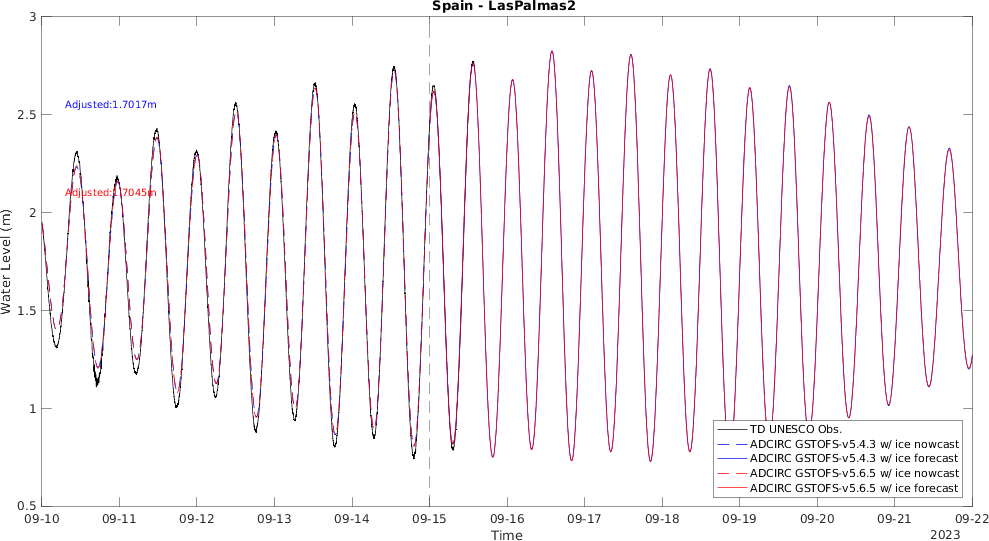 Spain - LasPalmas2
3
2.5
2
1.5
1
0.5
Water Level (m)
Adjusted:1.7017m
Adjusted:1.7045m
TD UNESCO Obs.
ADCIRC GSTOFS-v5.4.3 w/ ice nowcast
ADCIRC GSTOFS-v5.4.3 w/ ice forecast
ADCIRC GSTOFS-v5.6.5 w/ ice nowcast
ADCIRC GSTOFS-v5.6.5 w/ ice forecast
09-10 09-11 09-12 09-13 09-14 09-15 09-16 09-17 09-18 09-19 09-20 09-21 09-22
Time
2023